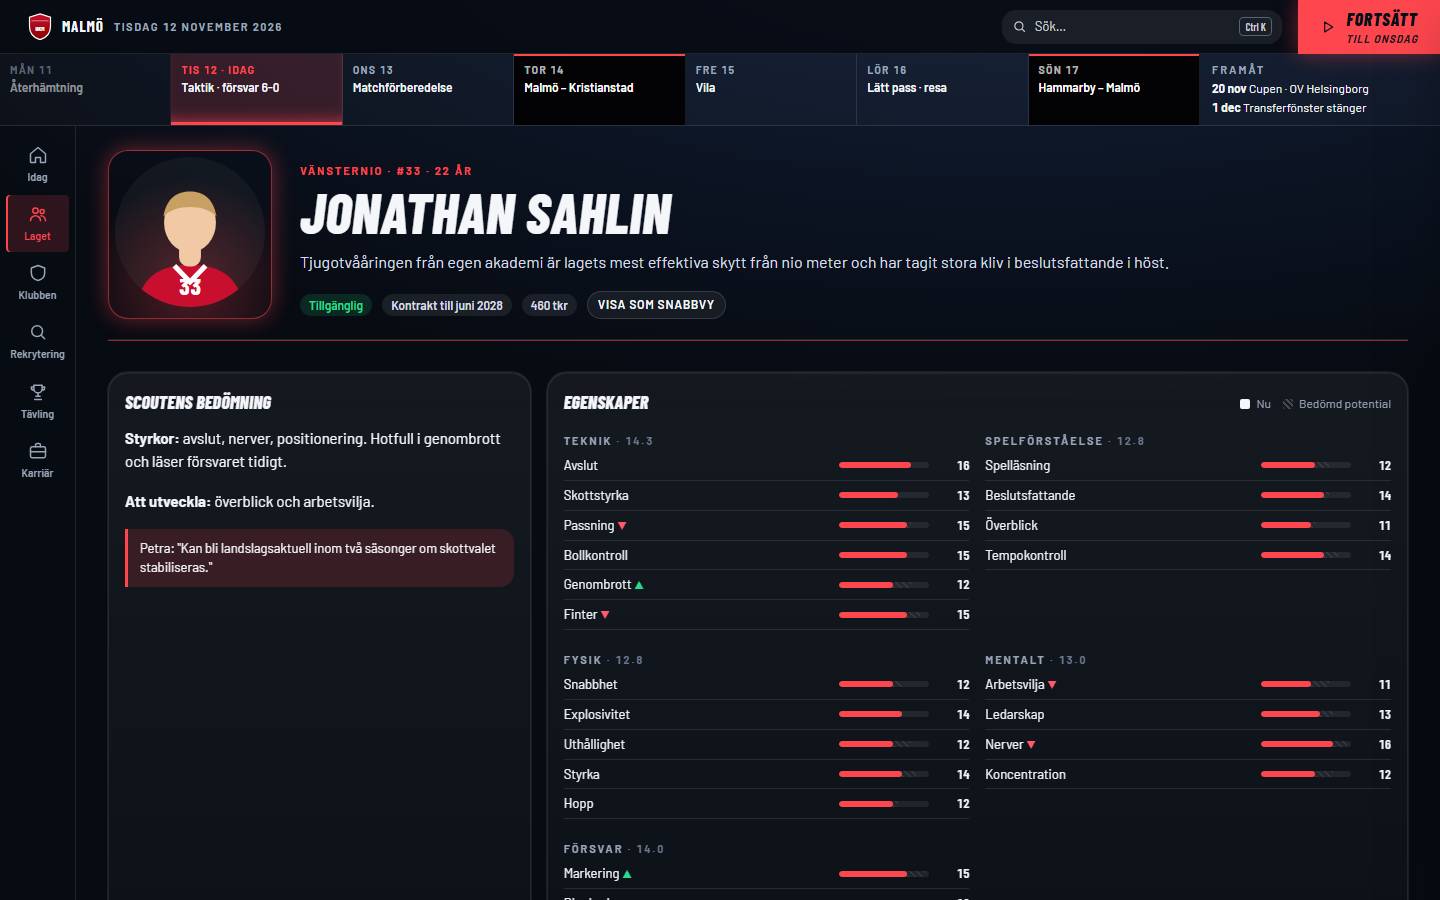 MALMÖ TISDAG 12 NOVEMBER 2026
Sök... Ctrl K
FORTSÄTT
TILL ONSDAG
MÅN 11
Återhämtning
TIS 12 · IDAG
Taktik · försvar 6-0
ONS 13
Matchförberedelse
TOR 14
Malmö – Kristianstad
FRE 15
Vila
LÖR 16
Lätt pass · resa
SÖN 17
Hammarby – Malmö
FRAMÅT
20 nov Cupen · OV Helsingborg
1 dec Transferfönster stänger
Idag
Laget
Klubben
Rekrytering
Tävling
Karriär
33
VÄNSTERNIO · #33 · 22 ÅR
JONATHAN SAHLIN
Tjugotvååringen från egen akademi är lagets mest effektiva skytt från nio meter och har tagit stora kliv i beslutsfattande i höst.
Tillgänglig Kontrakt till juni 2028 460 tkr VISA SOM SNABBVY
SCOUTENS BEDÖMNING
Styrkor: avslut, nerver, positionering. Hotfull i genombrott
och läser försvaret tidigt.
Att utveckla: överblick och arbetsvilja.
Petra: "Kan bli landslagsaktuell inom två säsonger om skottvalet
stabiliseras."
EGENSKAPER
Nu Bedömd potential
TEKNIK · 14.3
Avslut 16
Skottstyrka 13
Passning ▼ 15
Bollkontroll 15
Genombrott ▲ 12
Finter ▼ 15
SPELFÖRSTÅELSE · 12.8
Spelläsning 12
Beslutsfattande 14
Överblick 11
Tempokontroll 14
FYSIK · 12.8
Snabbhet 12
Explosivitet 14
Uthållighet 12
Styrka 14
Hopp 12
MENTALT · 13.0
Arbetsvilja ▼ 11
Ledarskap 13
Nerver ▼ 16
Koncentration 12
FÖRSVAR · 14.0
Markering ▲ 15